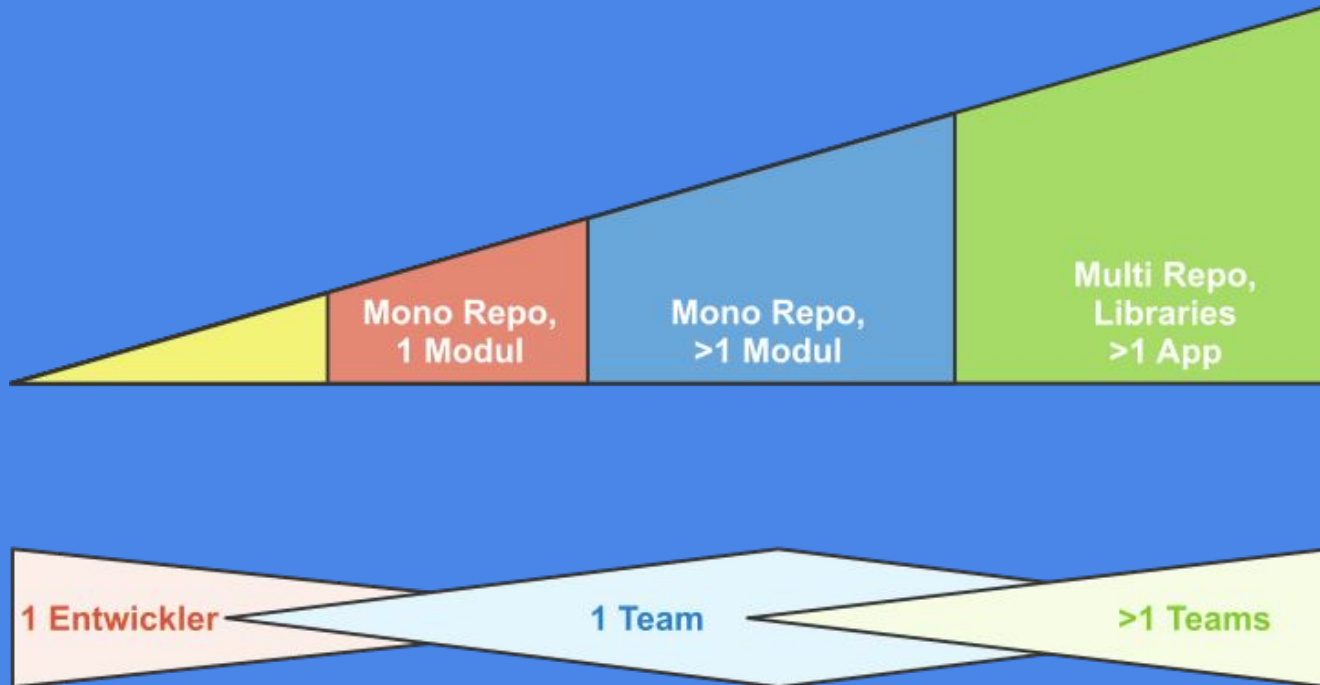 Mono Repo,
1 Modul
Mono Repo,
>1 Modul
Multi Repo,
Libraries
>1 App
1 Entwickler
1 Team
>1 Teams